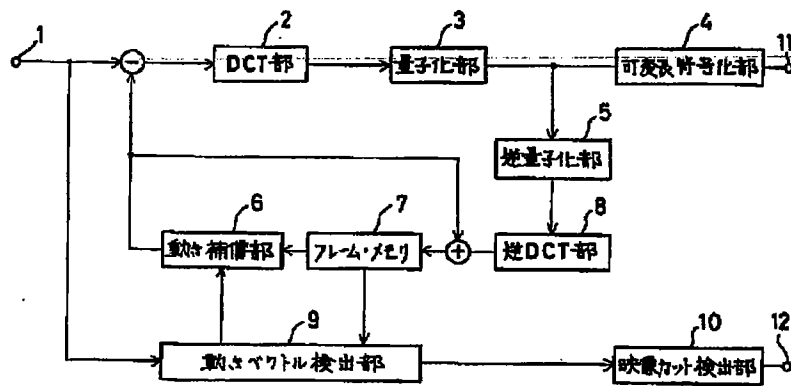 1
2
3
4
11
DCT部
量子化部
可変長符号化部
5
逆量子化部
6
7
8
動き補償部
フレーム・メモリ
逆DCT部
9
10
12
動きベクトル検出部
映像カット検出部